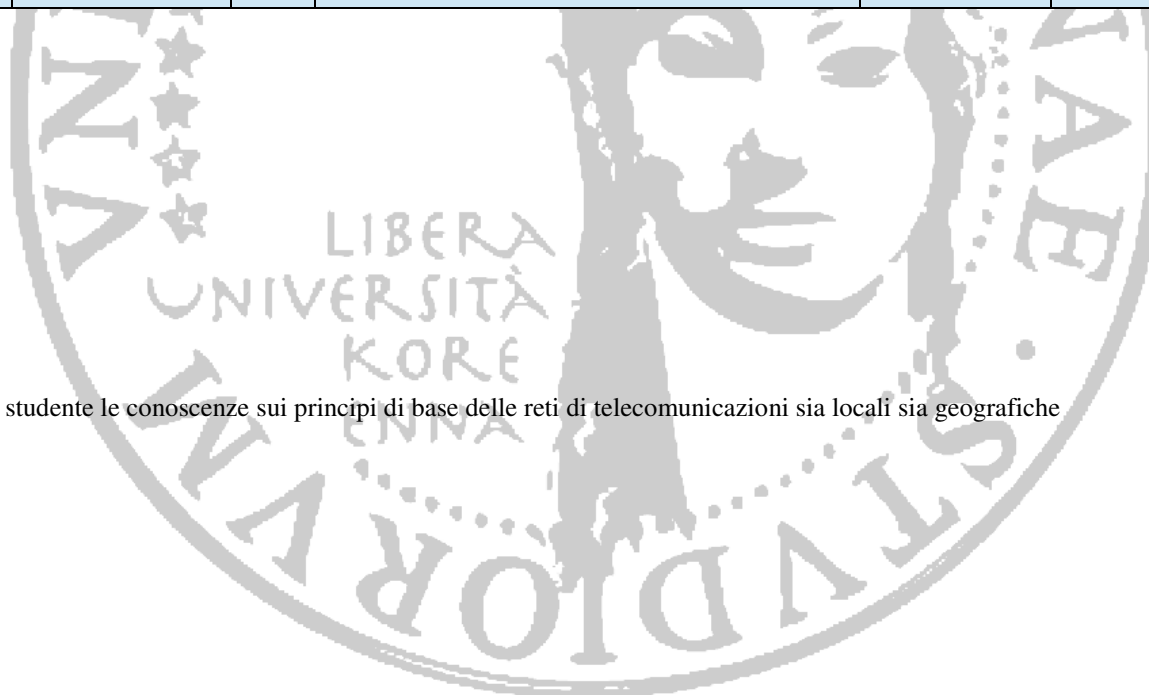 LIBERA
UNIVERSITÀ
KORE
ENNA
studente le conoscenze sui principi di base delle reti di telecomunicazioni sia locali sia geografiche
STVDIORVM